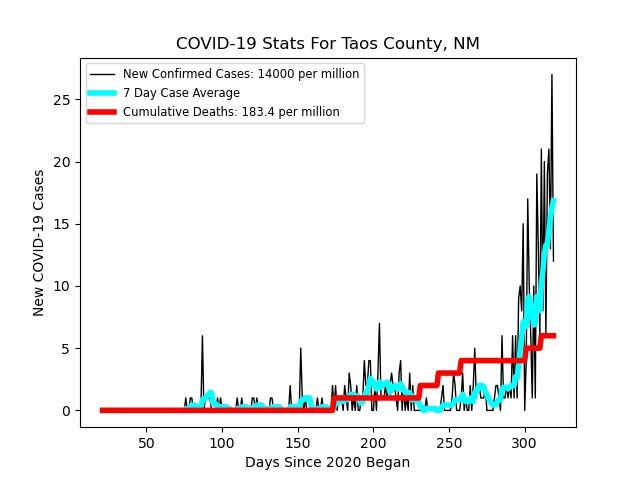 COVID-19 Stats For Taos County, NM
New Confirmed Cases: 14000 per million
7 Day Case Average
Cumulative Deaths: 183.4 per million
New COVID-19 Cases
25
20
15
10
5
0
50 100 150 200 250 300
Days Since 2020 Began